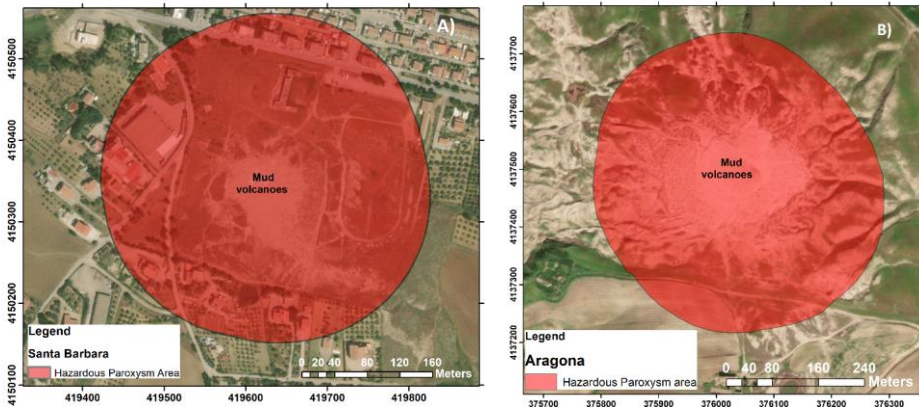 A)
4150500
4150400
4150300
4150200
4150100
Mud
volcanoes
Legend
Santa Barbara
Hazardous Paroxysm Area
0 20 40 80 120 160
Meters
419400 419500 419600 419700 419800
B)
4137700
4137600
4137500
4137400
4137300
4137200
Mud
volcanoes
Legend
Aragona
Hazardous Paroxysm area
0 40 80 160 240
Meters
375700 375800 375900 376000 376100 376200 376300